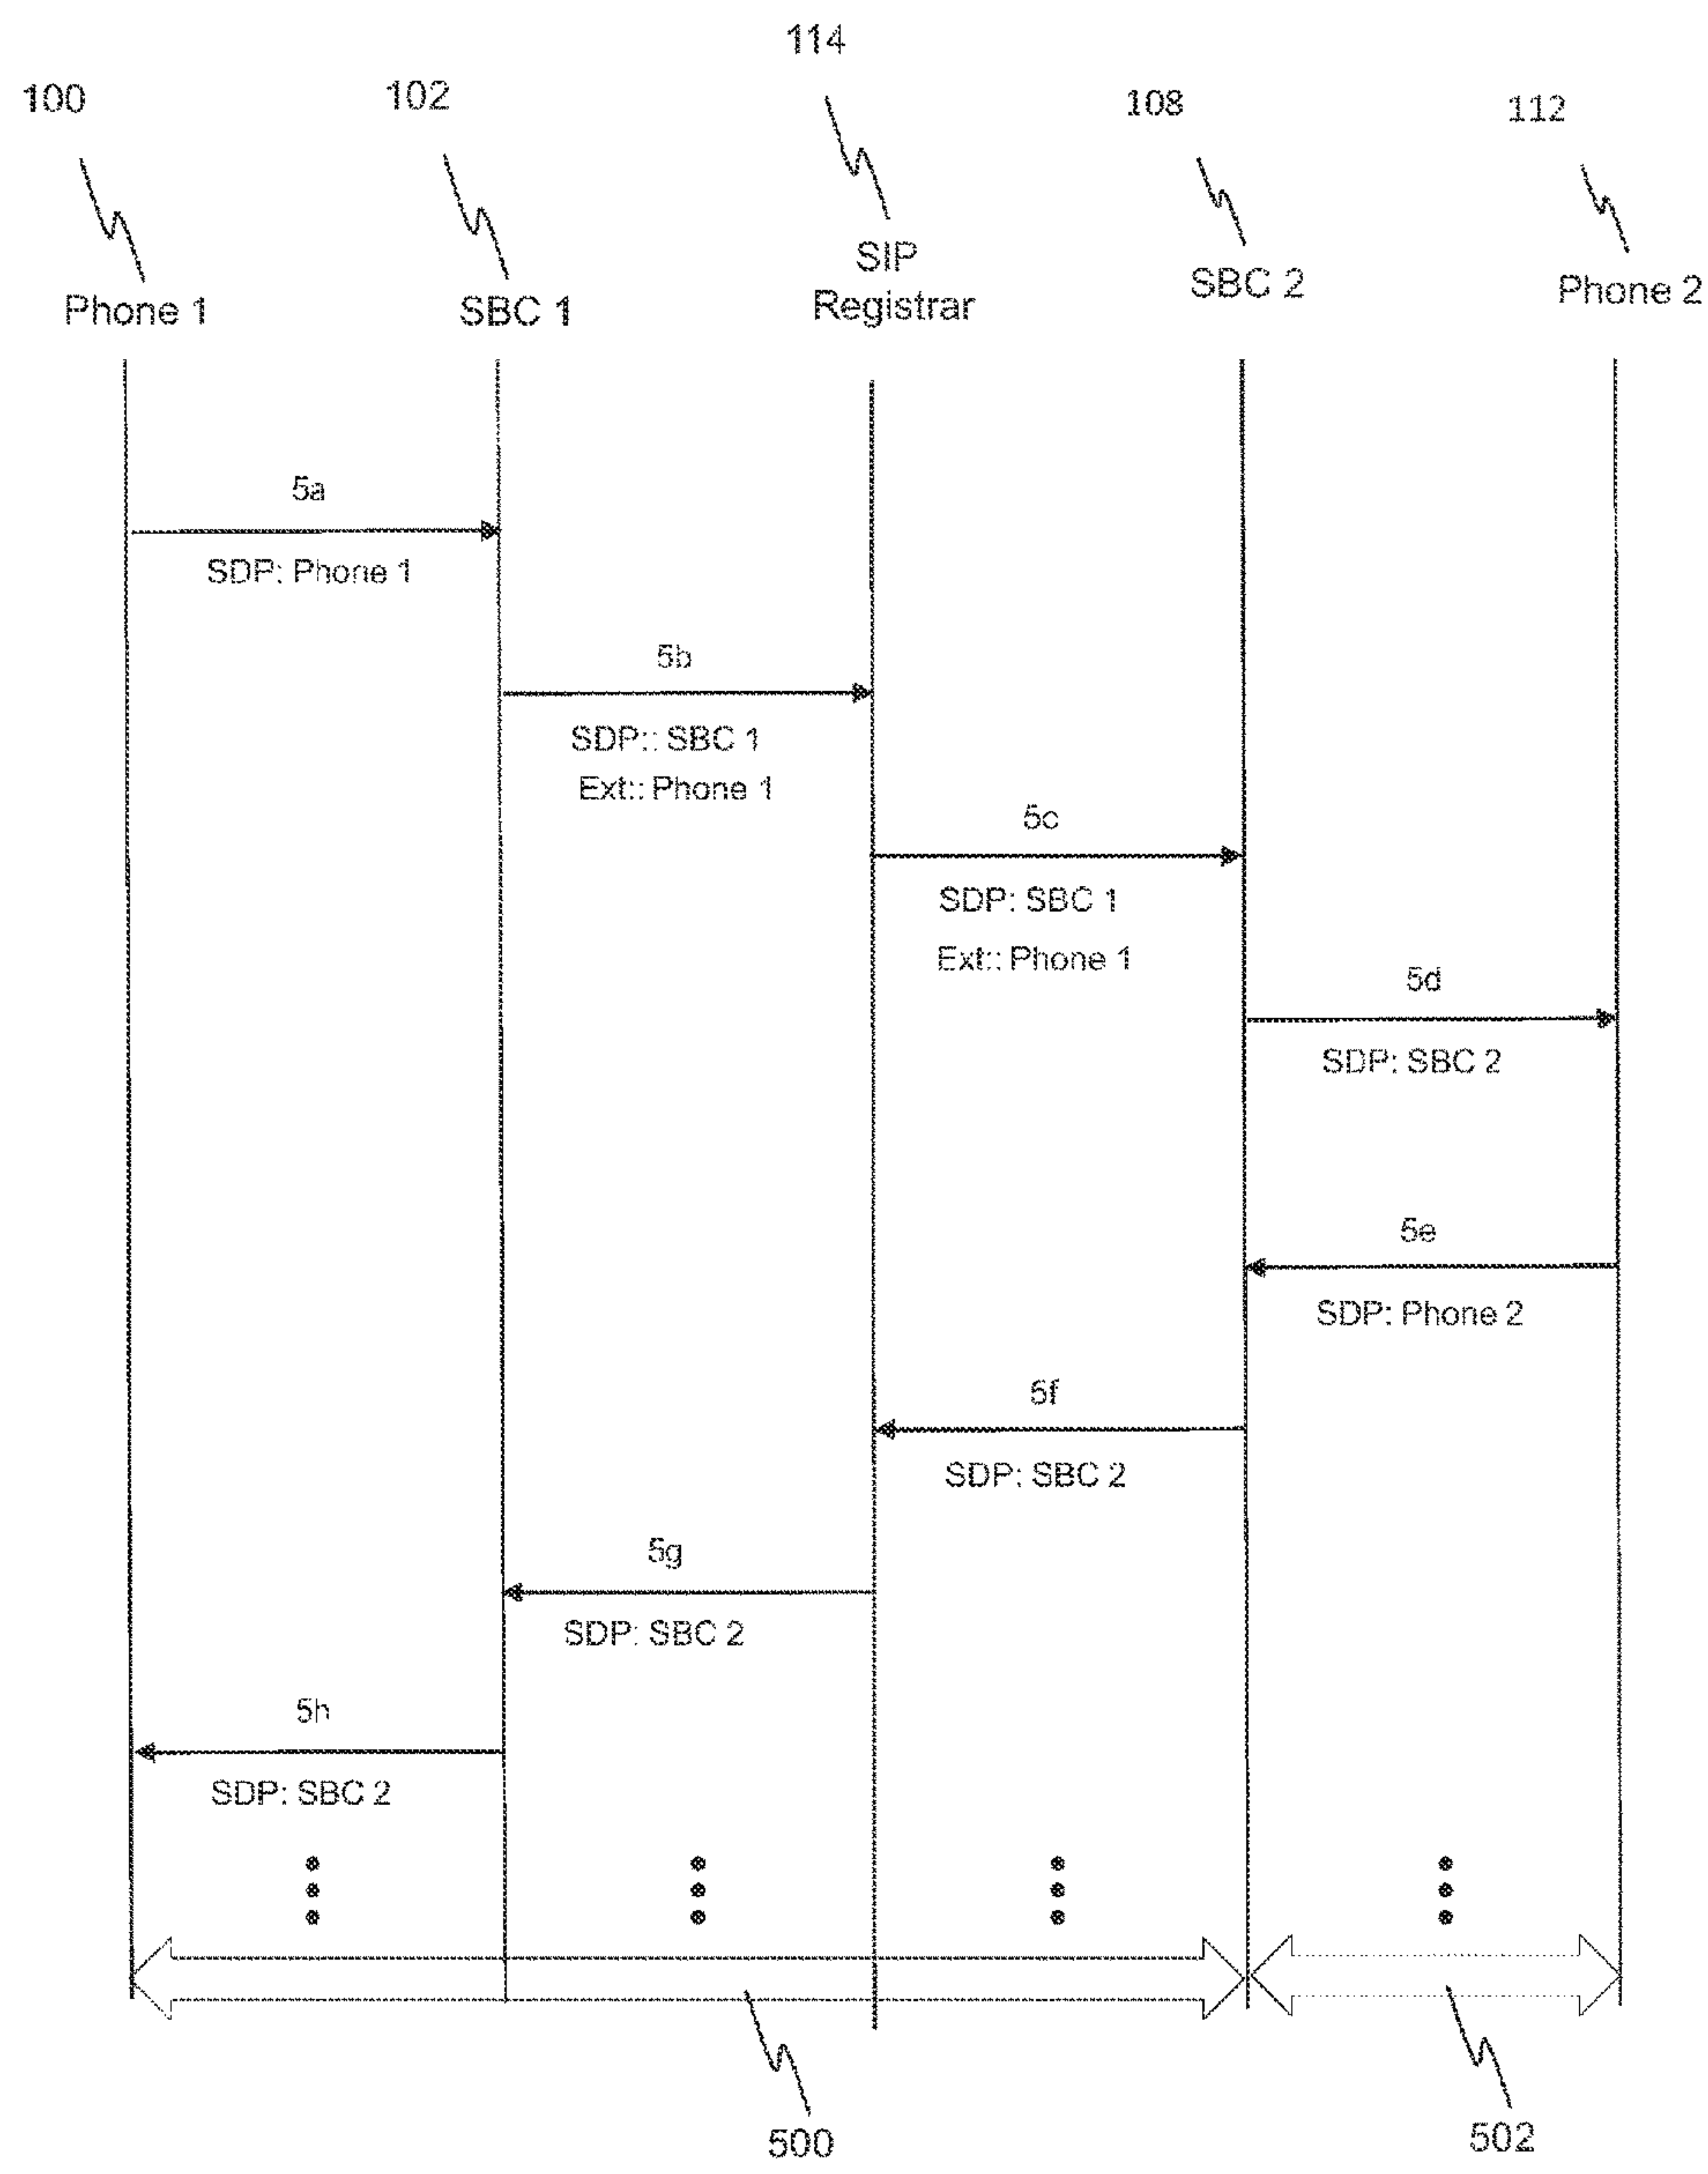 114
100
102
108
112
SIP
Registrar
SBC 2
Phone 2
Phone 1
SBC 1
5a
SDP: Phone 1
5b
SDP:: SBC 1
Ext:: Phone 1
5c
SDP: SBC 1
Ext:: Phone 1
5d
SDP: SBC 2
5e
SDP: Phone 2
5f
SDP: SBC 2
5g
SDP: SBC 2
5h
SDP: SBC 2
500
502